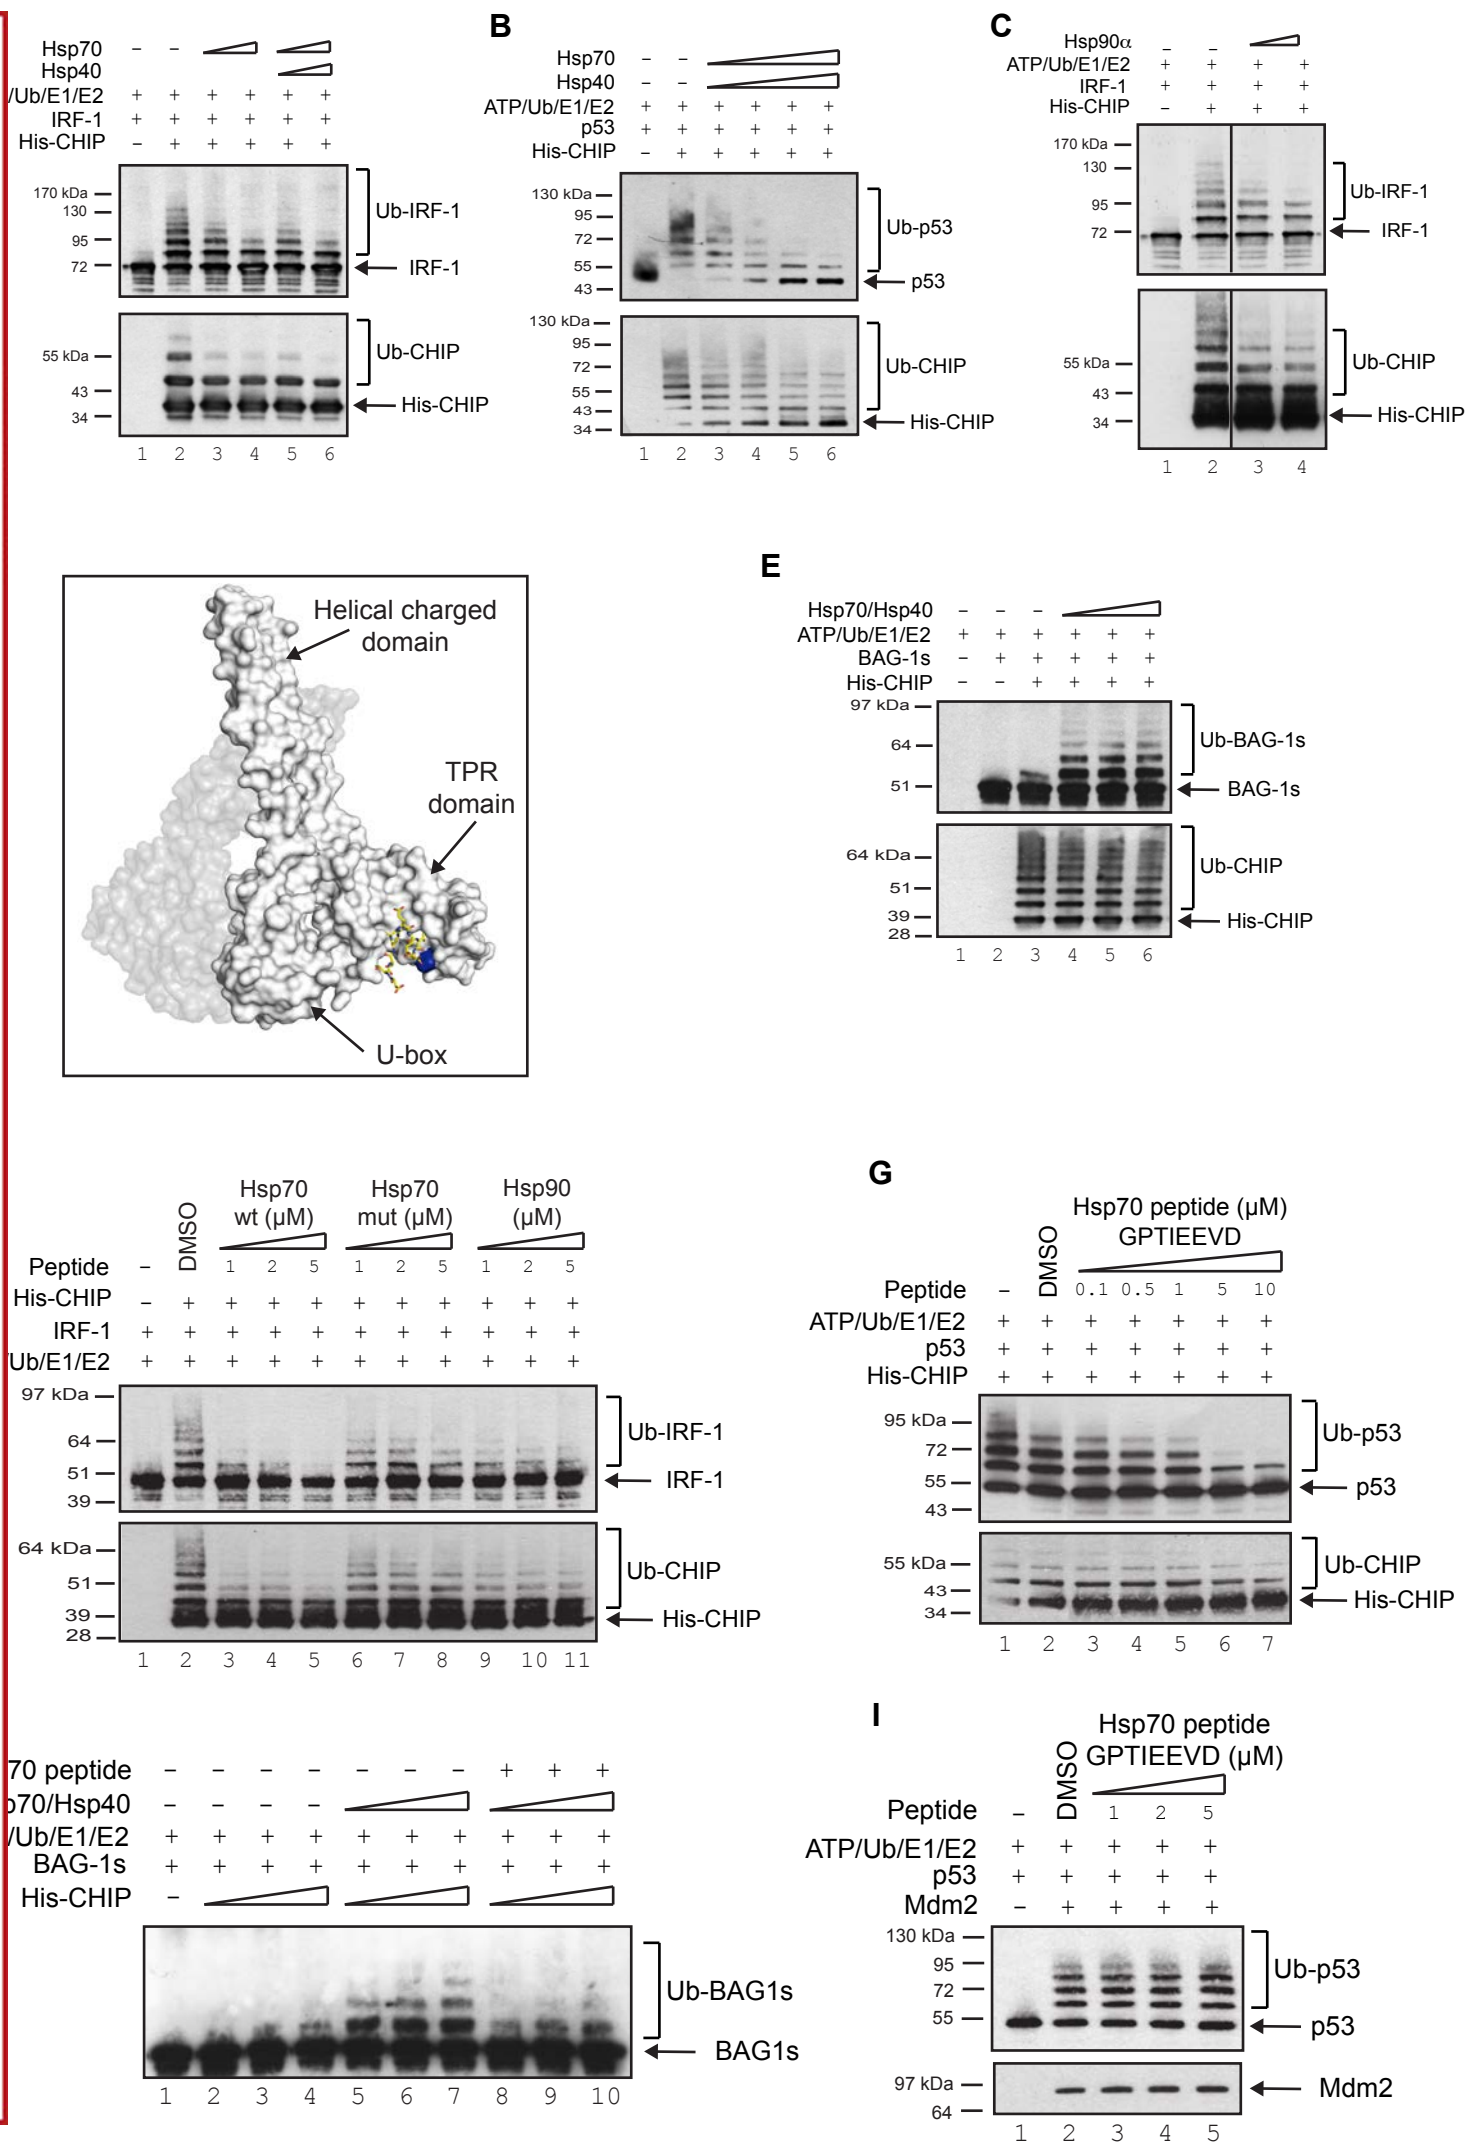 Hsp70 – –
Hsp40
/Ub/E1/E2 + + + + + +
IRF-1 + + + + + +
His-CHIP – + + + + +
170 kDa
130
95
72
Ub-IRF-1
IRF-1
55 kDa
43
34
Ub-CHIP
His-CHIP
1 2 3 4 5 6
B
Hsp70 – –
Hsp40 – –
ATP/Ub/E1/E2 + + + + + +
p53 + + + + + +
His-CHIP – + + + + +
130 kDa
95
72
55
43
Ub-p53
p53
130 kDa
95
72
55
43
34
Ub-CHIP
His-CHIP
1 2 3 4 5 6
C
Hsp90α – –
ATP/Ub/E1/E2 + + + +
IRF-1 + + + +
His-CHIP – + + +
170 kDa
130
95
72
Ub-IRF-1
IRF-1
55 kDa
43
34
Ub-CHIP
His-CHIP
1 2 3 4
Helical charged
domain
TPR
domain
U-box
E
Hsp70/Hsp40 – – –
ATP/Ub/E1/E2 + + + + + +
BAG-1s – + + + + +
His-CHIP – – + + + +
97 kDa
64
51
Ub-BAG-1s
BAG-1s
64 kDa
51
39
28
Ub-CHIP
His-CHIP
1 2 3 4 5 6
Hsp70 Hsp70 Hsp90
wt (µM) mut (µM) (µM)
DMSO
Peptide – 1 2 5 1 2 5 1 2 5
His-CHIP – + + + + + + + + + +
IRF-1 + + + + + + + + + + +
/Ub/E1/E2 + + + + + + + + + + +
97 kDa
64
51
39
Ub-IRF-1
IRF-1
64 kDa
51
39
28
Ub-CHIP
His-CHIP
1 2 3 4 5 6 7 8 9 10 11
G
Hsp70 peptide (µM)
GPTIEEVD
DMSO
Peptide – 0.1 0.5 1 5 10
ATP/Ub/E1/E2 + + + + + + +
p53 + + + + + + +
His-CHIP + + + + + + +
95 kDa
72
55
43
Ub-p53
p53
55 kDa
43
34
Ub-CHIP
His-CHIP
1 2 3 4 5 6 7
70 peptide – – – – – – – + + +
p70/Hsp40 – – – –
/Ub/E1/E2 + + + + + + + + + +
BAG-1s + + + + + + + + + +
His-CHIP –
Ub-BAG1s
BAG1s
1 2 3 4 5 6 7 8 9 10
I
Hsp70 peptide
GPTIEEVD (µM)
DMSO
Peptide – 1 2 5
ATP/Ub/E1/E2 + + + + +
p53 + + + + +
Mdm2 – + + + +
130 kDa
95
72
55
Ub-p53
p53
97 kDa
64
Mdm2
1 2 3 4 5